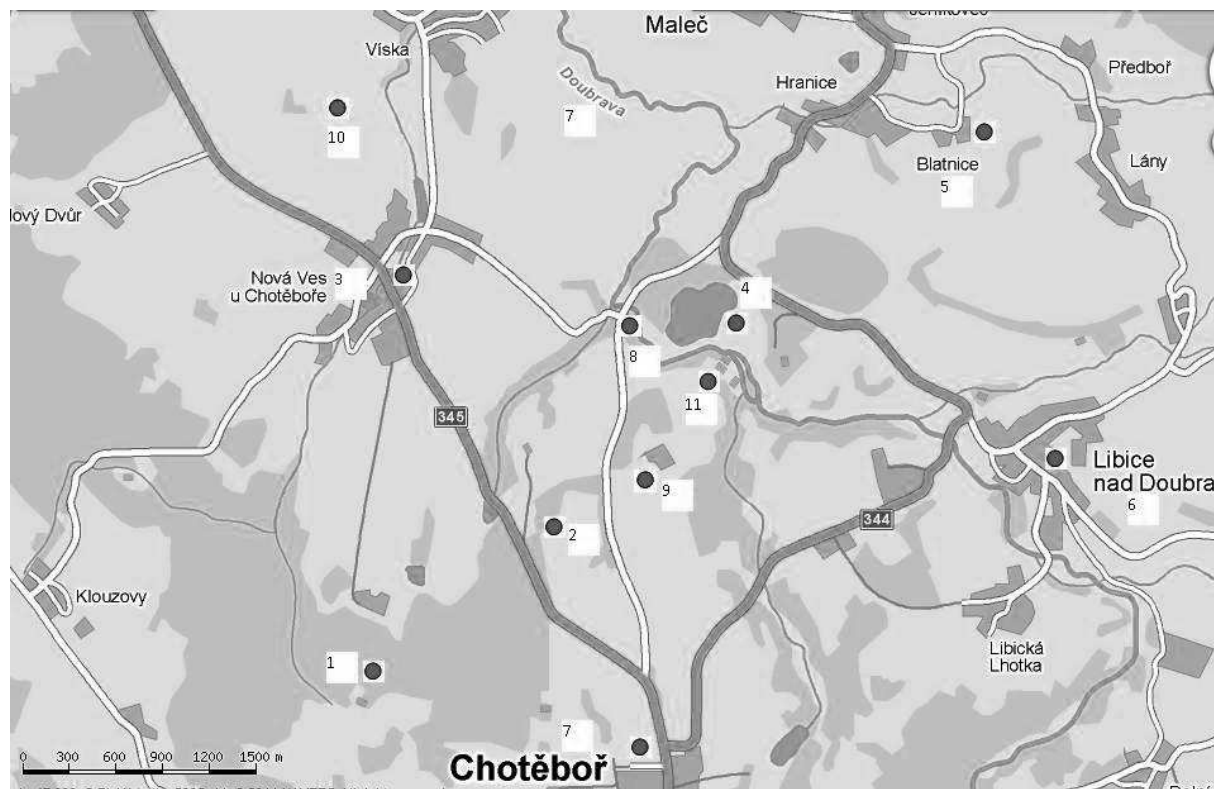 Maleč
Víska
Předboř
Hranice
Doubrava
7
10
Blatnice
Lány
5
Nový Dvůr
Nová Ves
u Chotěboře
3
4
8
11
345
Libice
nad Doubra
9
6
344
2
Klouzovy
Libická
Lhotka
1
7
0 300 600 900 1200 1500 m
Chotěboř